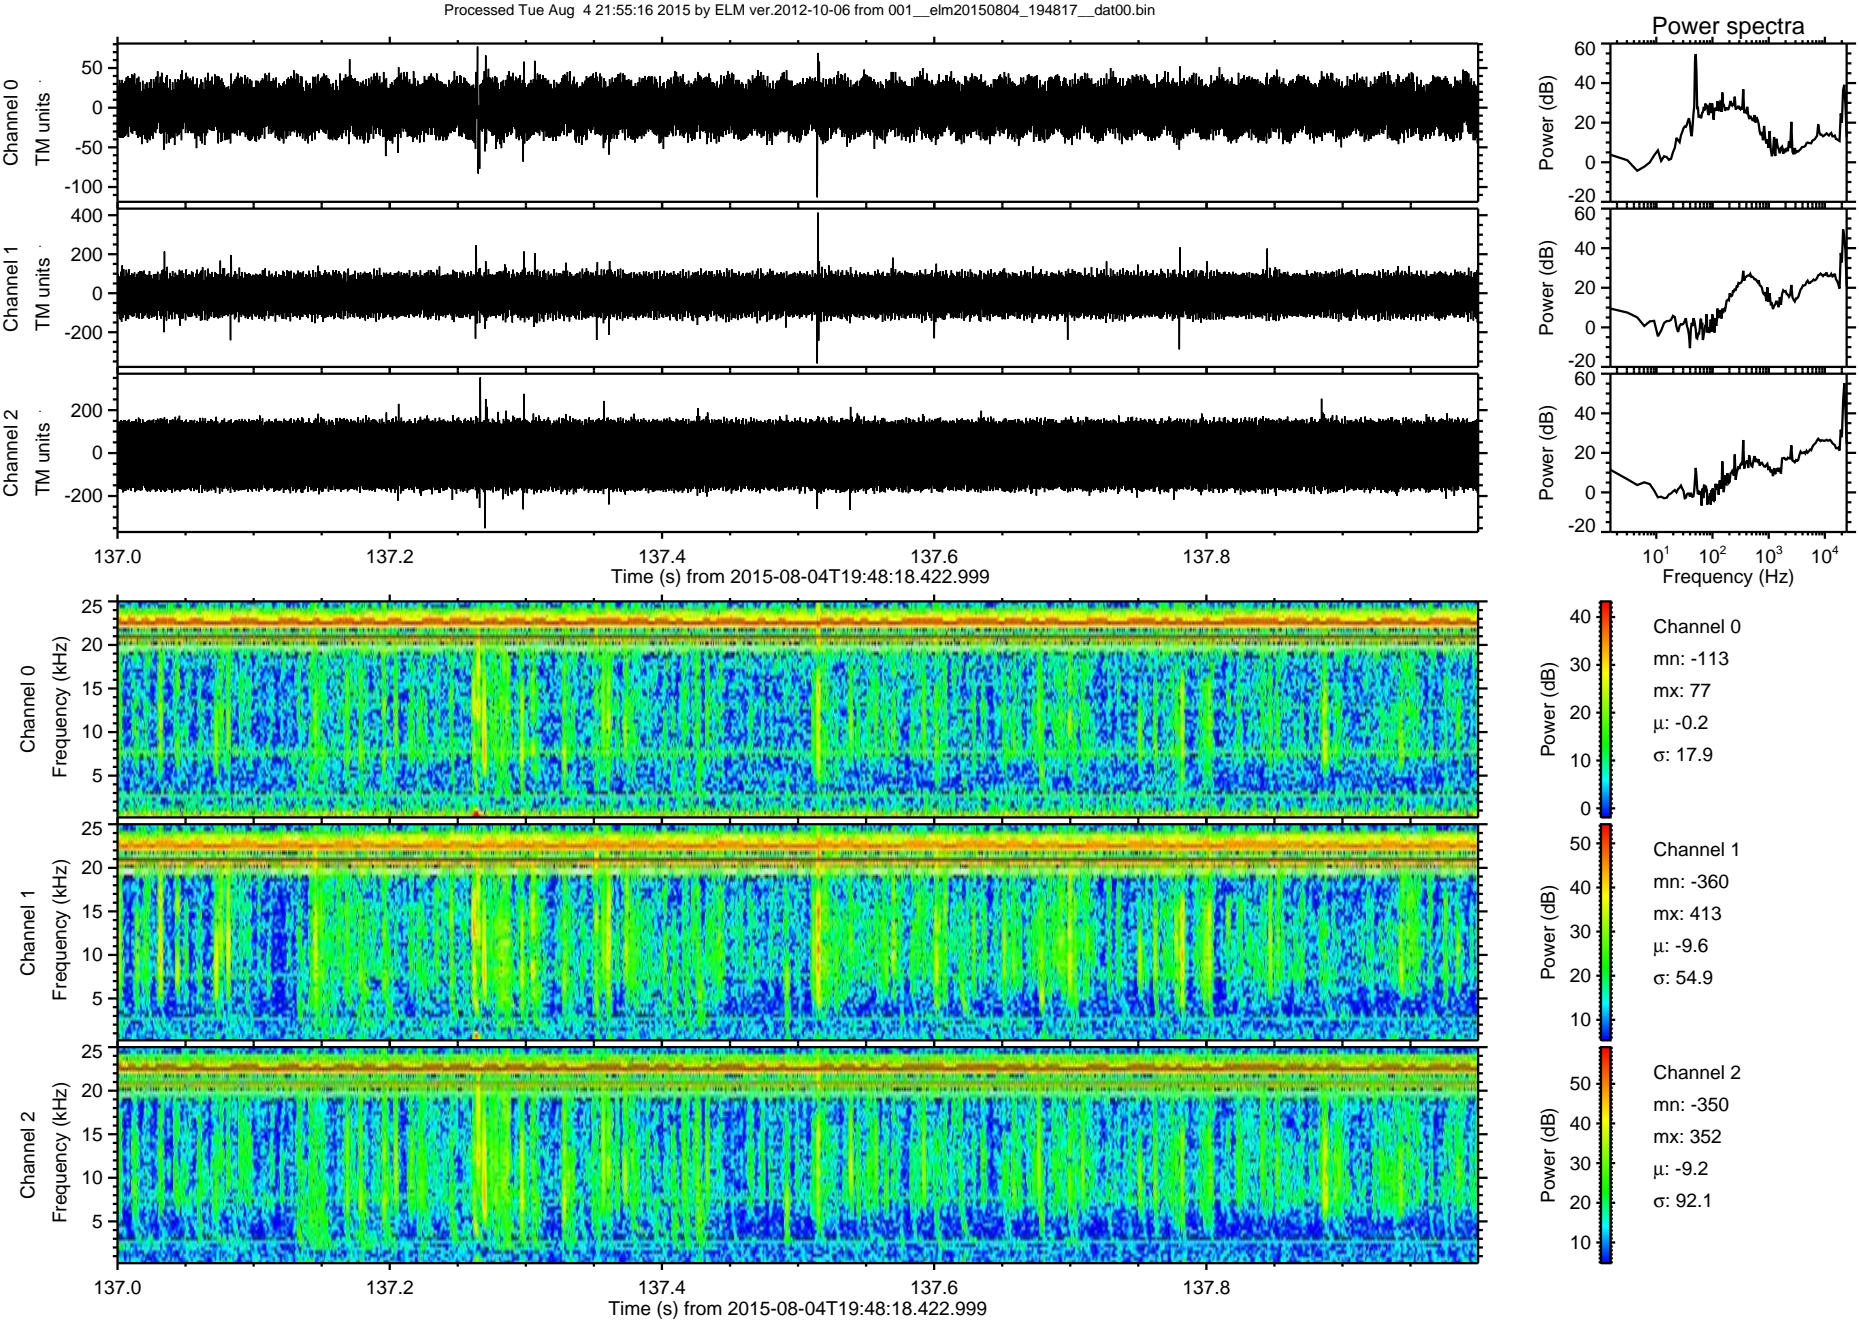 Processed Tue Aug 4 21:55:16 2015 by ELM ver.2012-10-06 from 001__elm20150804_194817__dat00.bin
Power spectra
Channel 0
TM units
50
0
-50
-100
Power (dB)
60
40
20
0
-20
Channel 1
TM units
400
200
0
-200
Power (dB)
60
40
20
0
-20
Channel 2
TM units
200
0
-200
Power (dB)
60
40
20
0
-20
137.0 137.2 137.4 137.6 137.8
Time (s) from 2015-08-04T19:48:18.422.999
10¹ 10² 10³ 10⁴
Frequency (Hz)
Channel 0
Frequency (kHz)
25
20
15
10
5
Power (dB)
40
30
20
10
0
Channel 0
mn: -113
mx: 77
μ: -0.2
σ: 17.9
Channel 1
Frequency (kHz)
25
20
15
10
5
Power (dB)
50
40
30
20
10
Channel 1
mn: -360
mx: 413
μ: -9.6
σ: 54.9
Channel 2
Frequency (kHz)
25
20
15
10
5
Power (dB)
50
40
30
20
10
Channel 2
mn: -350
mx: 352
μ: -9.2
σ: 92.1
137.0 137.2 137.4 137.6 137.8
Time (s) from 2015-08-04T19:48:18.422.999